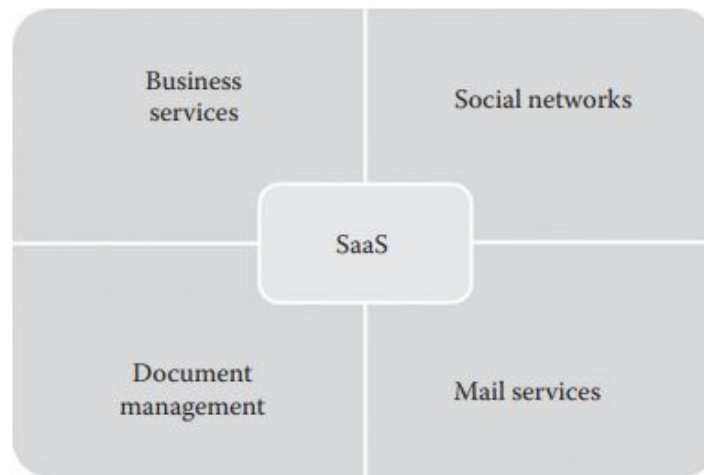 Business
services
Social networks
SaaS
Document
management
Mail services